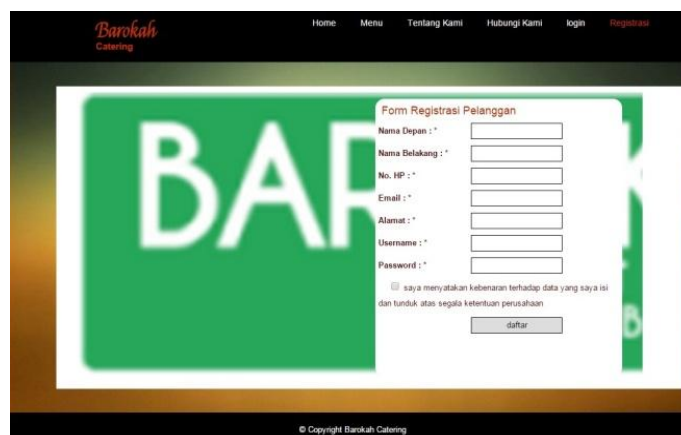 Barokah
Catering
Home Menu Tentang Kami Hubungi Kami login Registrasi
BAR
Form Registrasi Pelanggan
Nama Depan : *
Nama Belakang : *
No. HP : *
Email : *
Alamat : *
Username : *
Password : *
saya menyatakan kebenaran terhadap data yang saya isi
dan tunduk atas segala ketentuan perusahaan
daftar
© Copyright Barokah Catering